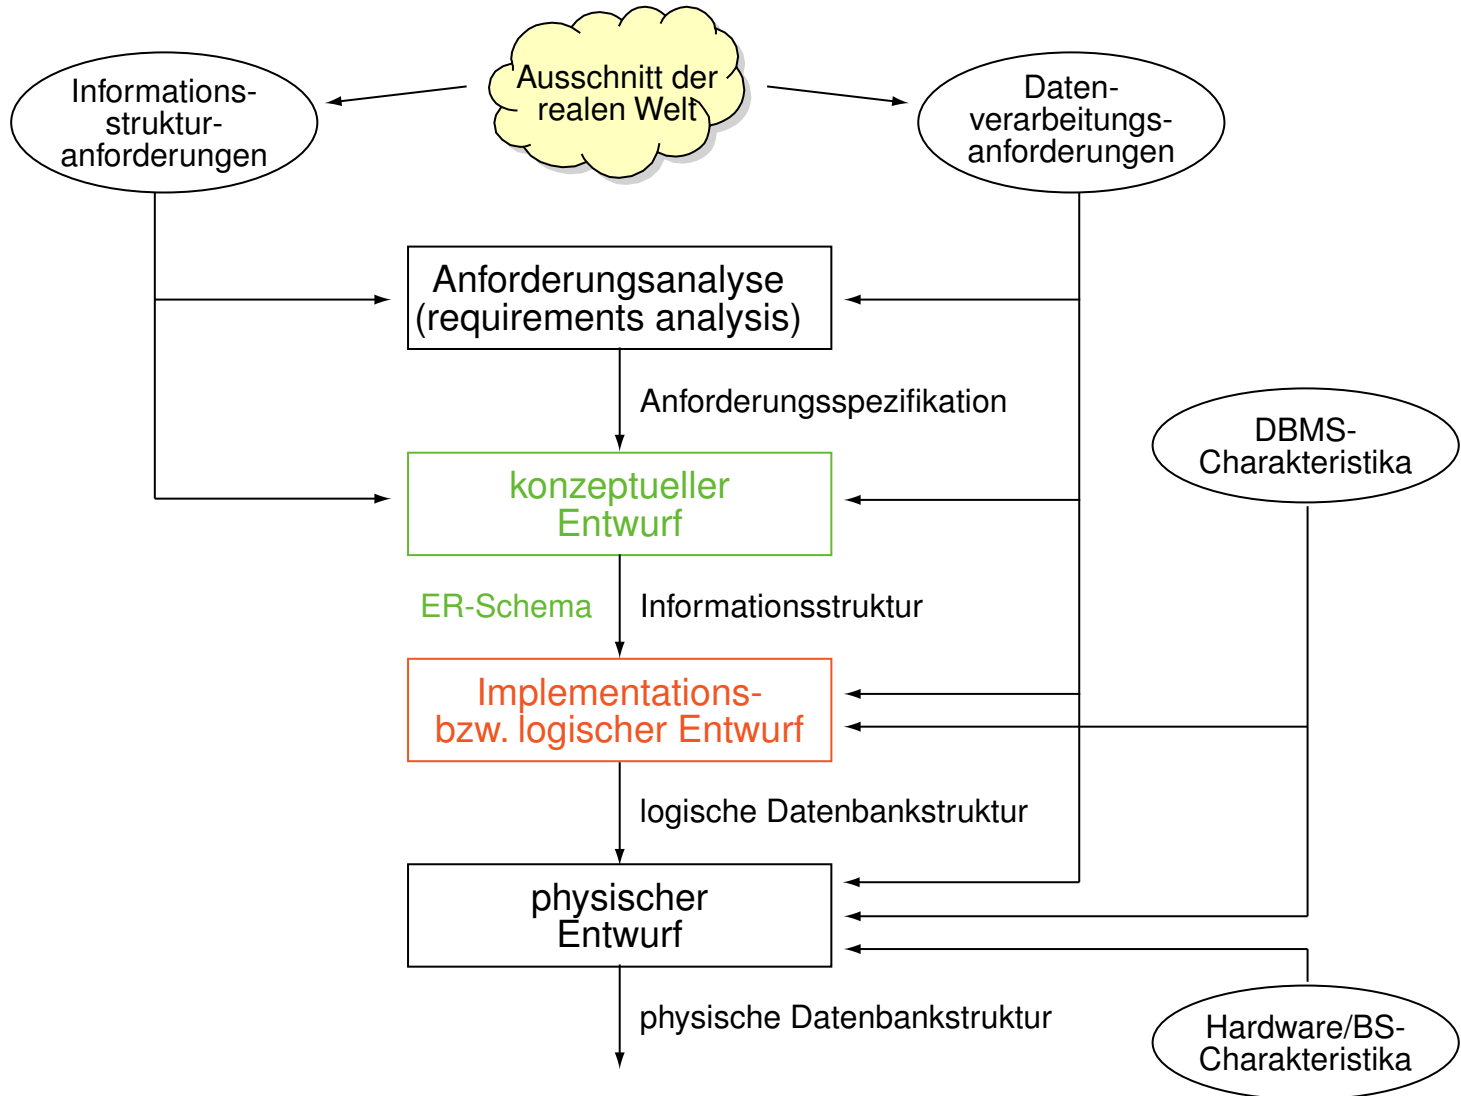 Ausschnitt der
realen Welt
Informations-
struktur-
anforderungen
Daten-
verarbeitungs-
anforderungen
Anforderungsanalyse
(requirements analysis)
Anforderungsspezifikation
DBMS-
Charakteristika
konzeptueller
Entwurf
ER-Schema
Informationsstruktur
Implementations-
bzw. logischer Entwurf
logische Datenbankstruktur
physischer
Entwurf
physische Datenbankstruktur
Hardware/BS-
Charakteristika